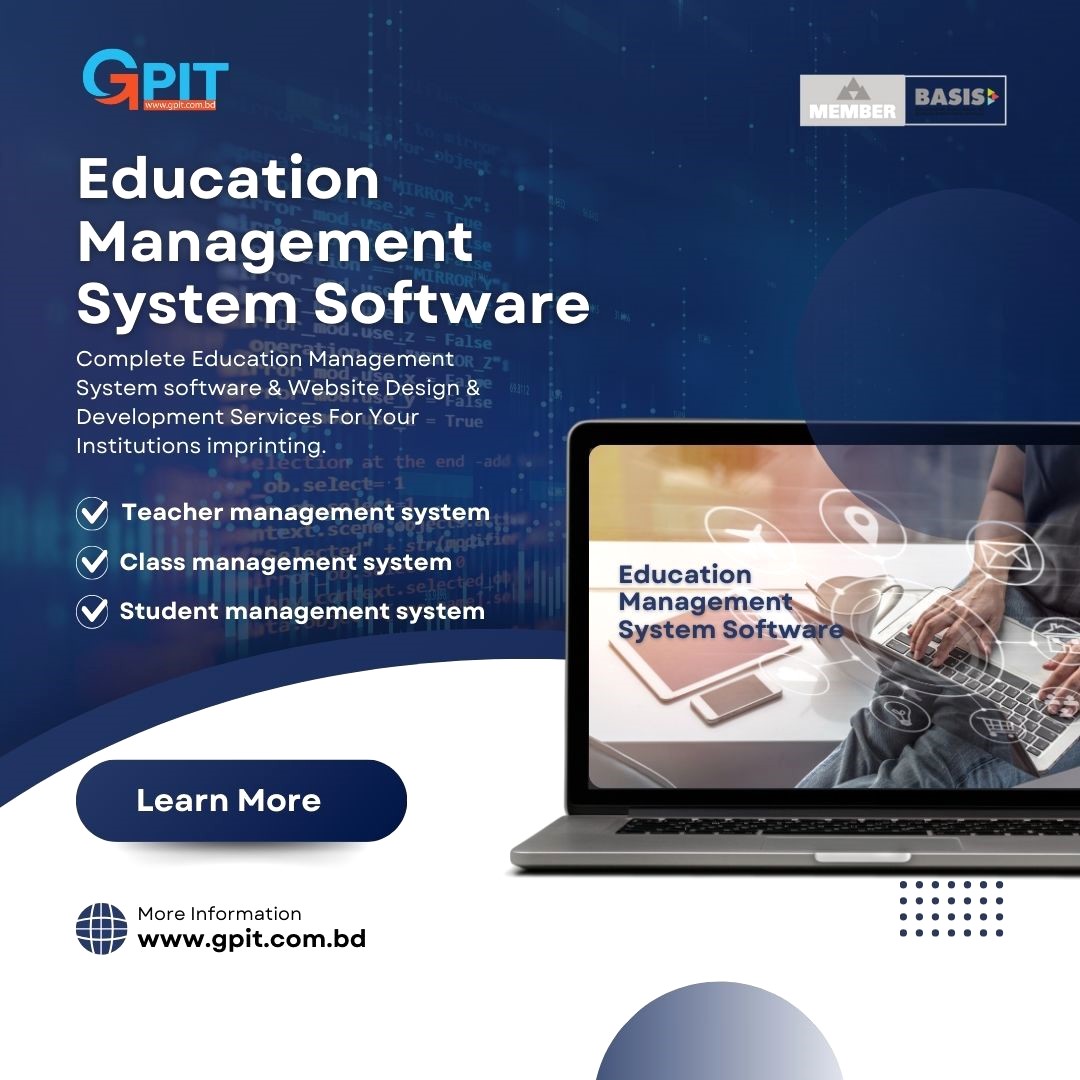 GPIT
www.gpit.com.bd
MEMBER
BASIS
Education
Management
System Software
Complete Education Management
System software & Website Design &
Development Services For Your
Institutions imprinting.
Teacher management system
Class management system
Student management system
Education
Management
System Software
Learn More
More Information
www.gpit.com.bd